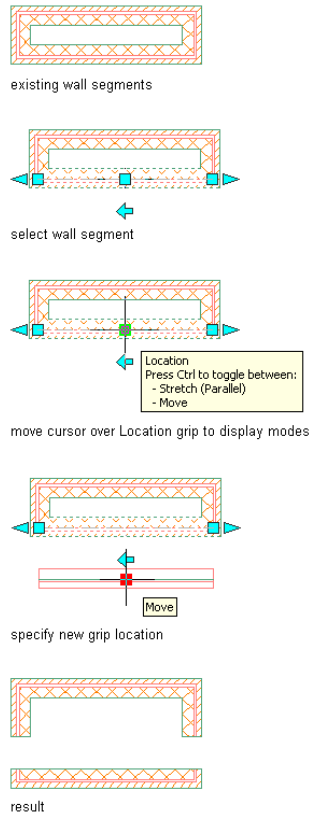 existing wall segments
select wall segment
Location
Press Ctrl to toggle between:
- Stretch (Parallel)
- Move
move cursor over Location grip to display modes
Move
specify new grip location
result